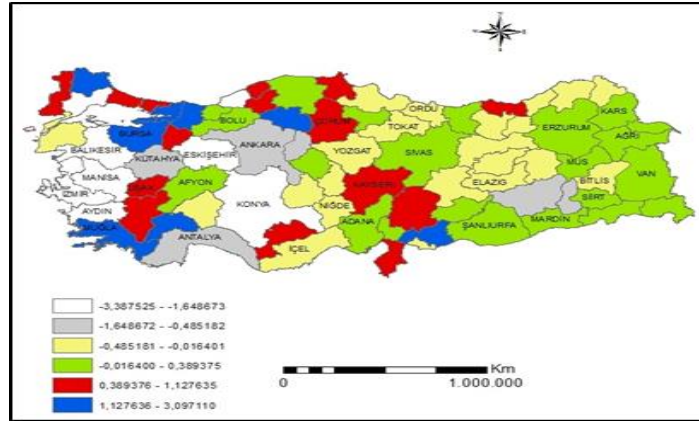 ORDU
KARS
BOLU
ÇORUM
TOKAT
ERZURUM
BURSA
ANKARA
AĞRI
BALIKESİR
ESKİŞEHİR
YOZGAT
SİVAS
KÜTAHYA
MUŞ
MANİSA
UŞAK
AFYON
KAYSERİ
ELAZIG
BİTLİS
VAN
İZMİR
SİİRT
AYDIN
KONYA
NİĞDE
MARDİN
MUĞLA
ADANA
ŞANLIURFA
ANTALYA
İÇEL
-3,387525 - -1,648673
-1,648672 - -0,485182
-0,485181 - -0,016401
-0,016400 - 0,389375
0,389376 - 1,127635
1,127636 - 3,097110
Km
0 1.000.000